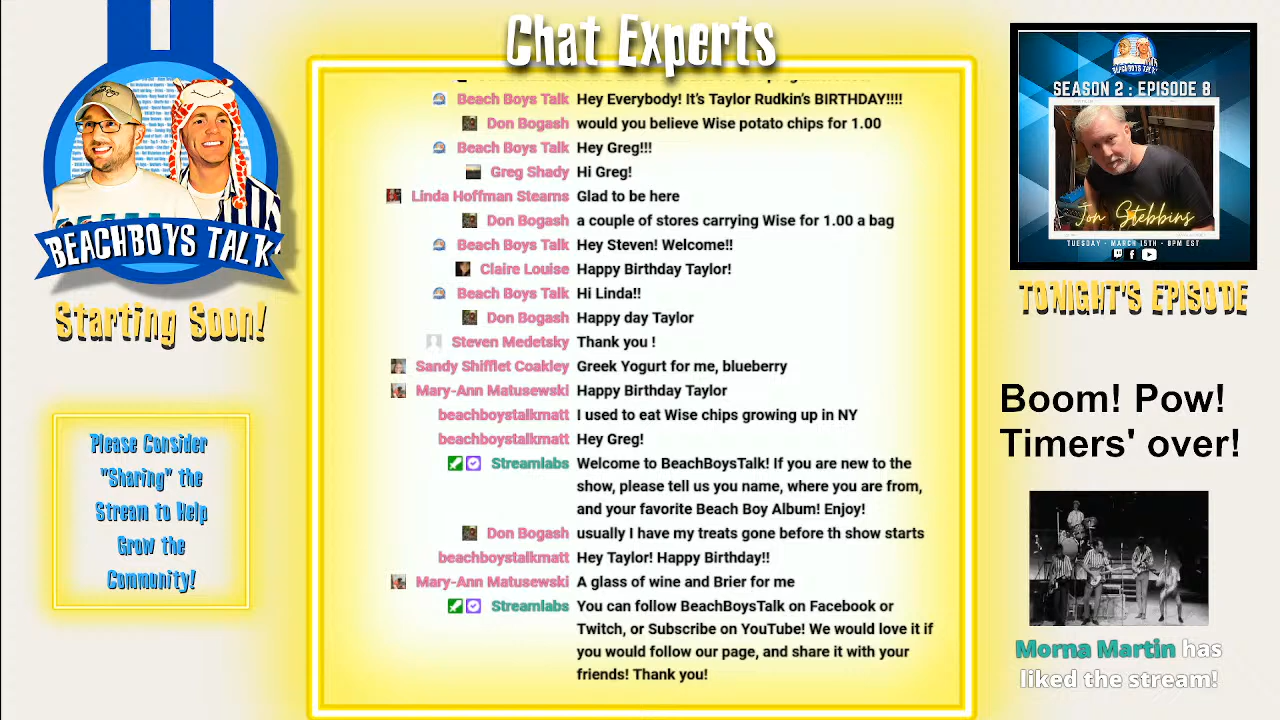 Chat Experts
BEACHBOYS TALK
Starting Soon!
Please Consider
"Sharing" the
Stream to Help
Grow the
Community!
Beach Boys Talk Hey Everybody! It's Taylor Rudkin's BIRTHDAY!!!!
Don Bogash would you believe Wise potato chips for 1.00
Beach Boys Talk Hey Greg!!!
Greg Shady Hi Greg!
Linda Hoffman Stearns Glad to be here
Don Bogash a couple of stores carrying Wise for 1.00 a bag
Beach Boys Talk Hey Steven! Welcome!!
Claire Louise Happy Birthday Taylor!
Beach Boys Talk Hi Linda!!
Don Bogash Happy day Taylor
Steven Medetsky Thank you !
Sandy Shifflet Coakley Greek Yogurt for me, blueberry
Mary-Ann Matusewski Happy Birthday Taylor
beachboystalkmatt I used to eat Wise chips growing up in NY
beachboystalkmatt Hey Greg!
Streamlabs Welcome to BeachBoysTalk! If you are new to the
show, please tell us you name, where you are from,
and your favorite Beach Boy Album! Enjoy!
Don Bogash usually I have my treats gone before th show starts
beachboystalkmatt Hey Taylor! Happy Birthday!!
Mary-Ann Matusewski A glass of wine and Brier for me
Streamlabs You can follow BeachBoysTalk on Facebook or
Twitch, or Subscribe on YouTube! We would love it if
you would follow our page, and share it with your
friends! Thank you!
BEACHBOYS TALK
SEASON 2 : EPISODE 8
Jon Stebbins
TUESDAY - MARCH 15TH - 8PM EST
TONIGHT'S EPISODE
Boom! Pow!
Timers' over!
Morna Martin has
liked the stream!